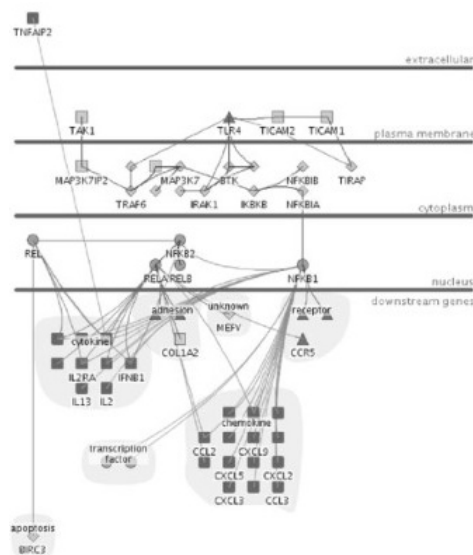 TNFAIP2
extracellular
TAK1 TLR4 TICAM2 TICAM1
plasma membrane
MAP3K7IP2 MAP3K7 BTK NFKBIB TIRAP
TRAF6 IRAK1 IKBKB NFKBIA
cytoplasm
REL NFKB2
RELA RELB NFKB1
nucleus
downstream genes
cytokine adhesion unknown receptor
MEFV
COL1A2 CCR5
IL2RA IFNB1
IL13 IL2
chemokine
transcription factor
CCL2 CXCL9
CXCL5 CXCL2
CXCL3 CCL3
apoptosis
BIRC3